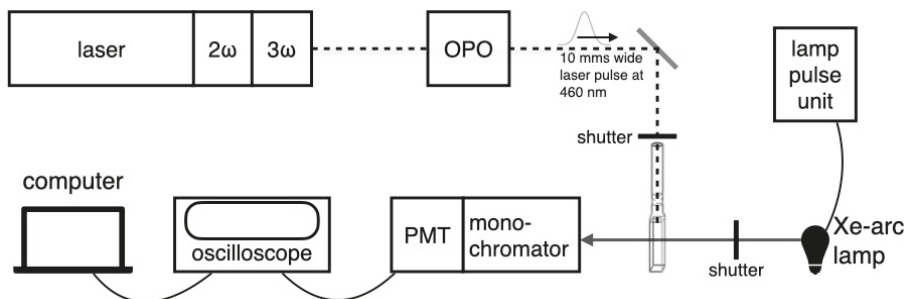 laser
2ω
3ω
OPO
10 mms wide
laser pulse at
460 nm
lamp
pulse
unit
shutter
computer
oscilloscope
PMT
mono-
chromator
shutter
Xe-arc
lamp